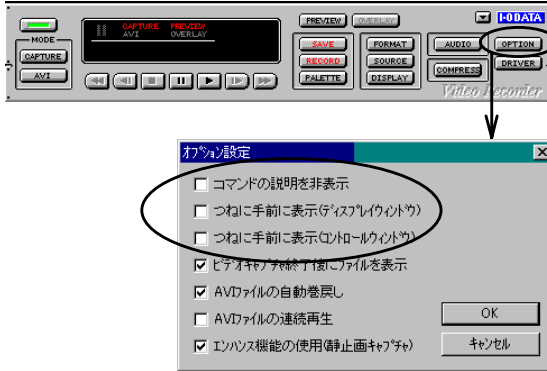 PREVIEW OVERLAY I-O DATA
MODE
CAPTURE
AVI
CAPTURE PREVIEW
AVI OVERLAY
SAVE FORMAT AUDIO OPTION
RECORD SOURCE COMPRESS DRIVER
PALETTE DISPLAY
Video Recorder
オプション設定
コマンドの説明を非表示
つねに手前に表示(ディスプレイウィンドウ)
つねに手前に表示(コントロールウィンドウ)
ビデオキャプチャ終了後にファイルを表示
AVIファイルの自動巻戻し
AVIファイルの連続再生
エンハンス機能の使用(静止画キャプチャ)
OK
キャンセル